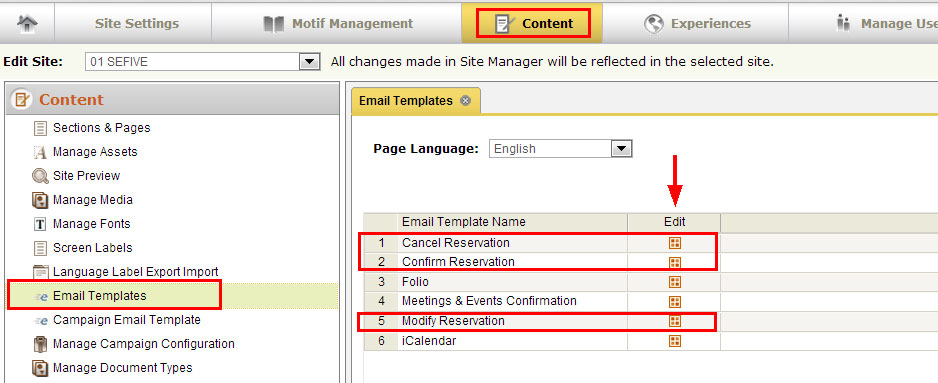 Site Settings Motif Management Content Experiences Manage Use
Edit Site: 01 SEFIVE All changes made in Site Manager will be reflected in the selected site.
Content
Sections & Pages
Manage Assets
Site Preview
Manage Media
Manage Fonts
Screen Labels
Language Label Export Import
Email Templates
Campaign Email Template
Manage Campaign Configuration
Manage Document Types
Email Templates
Page Language: English
Email Template Name Edit
1 Cancel Reservation
2 Confirm Reservation
3 Folio
4 Meetings & Events Confirmation
5 Modify Reservation
6 iCalendar